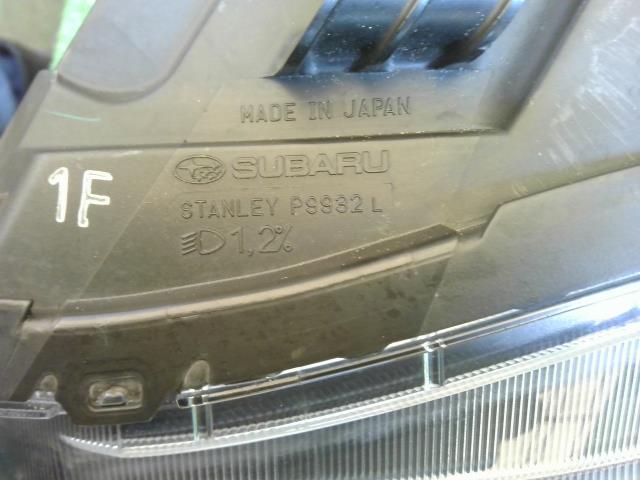 MADE IN JAPAN
SUBARU
1F
STANLEY P9932 L
1,2%